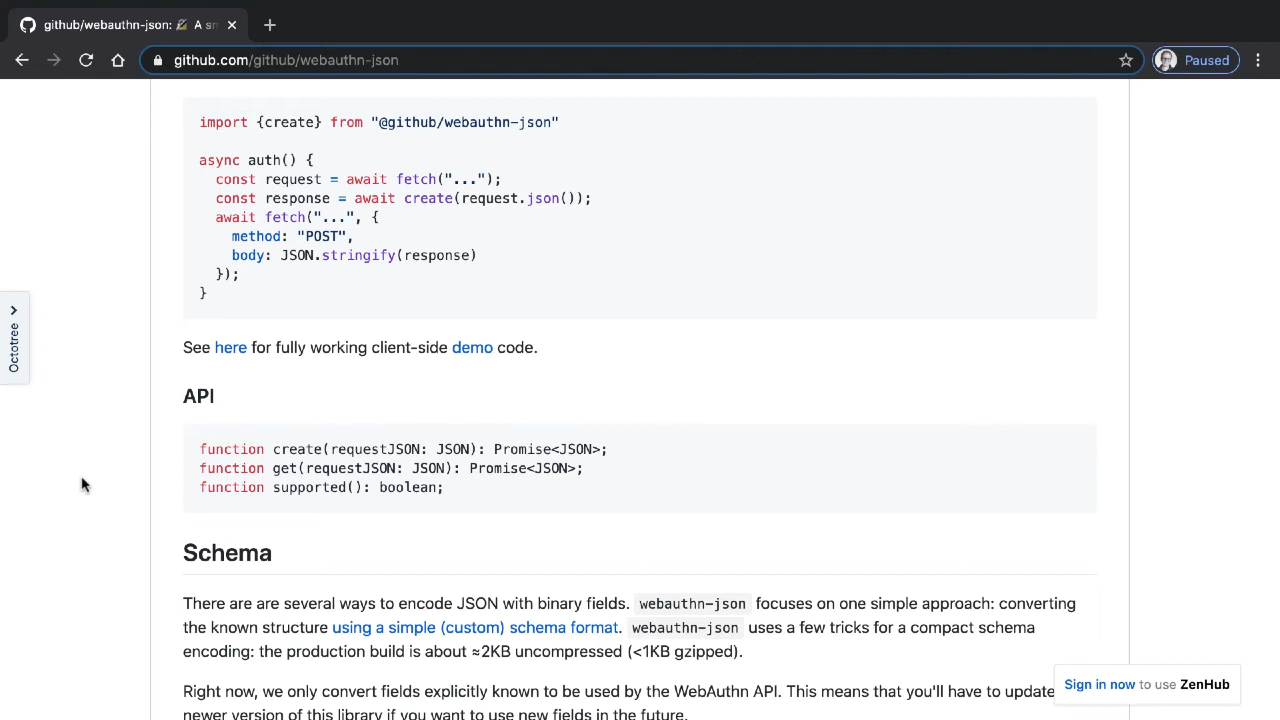 github/webauthn-json: A sm
github.com/github/webauthn-json
Paused
import {create} from "@github/webauthn-json"
async auth() {
const request = await fetch("...");
const response = await create(request.json());
await fetch("...", {
method: "POST",
body: JSON.stringify(response)
});
}
See here for fully working client-side demo code.
API
function create(requestJSON: JSON): Promise<JSON>;
function get(requestJSON: JSON): Promise<JSON>;
function supported(): boolean;
Schema
There are are several ways to encode JSON with binary fields. webauthn-json focuses on one simple approach: converting
the known structure using a simple (custom) schema format. webauthn-json uses a few tricks for a compact schema
encoding: the production build is about ≈2KB uncompressed (<1KB gzipped).
Right now, we only convert fields explicitly known to be used by the WebAuthn API. This means that you'll have to update
newer version of this library if you want to use new fields in the future.
Octotree
Sign in now to use ZenHub